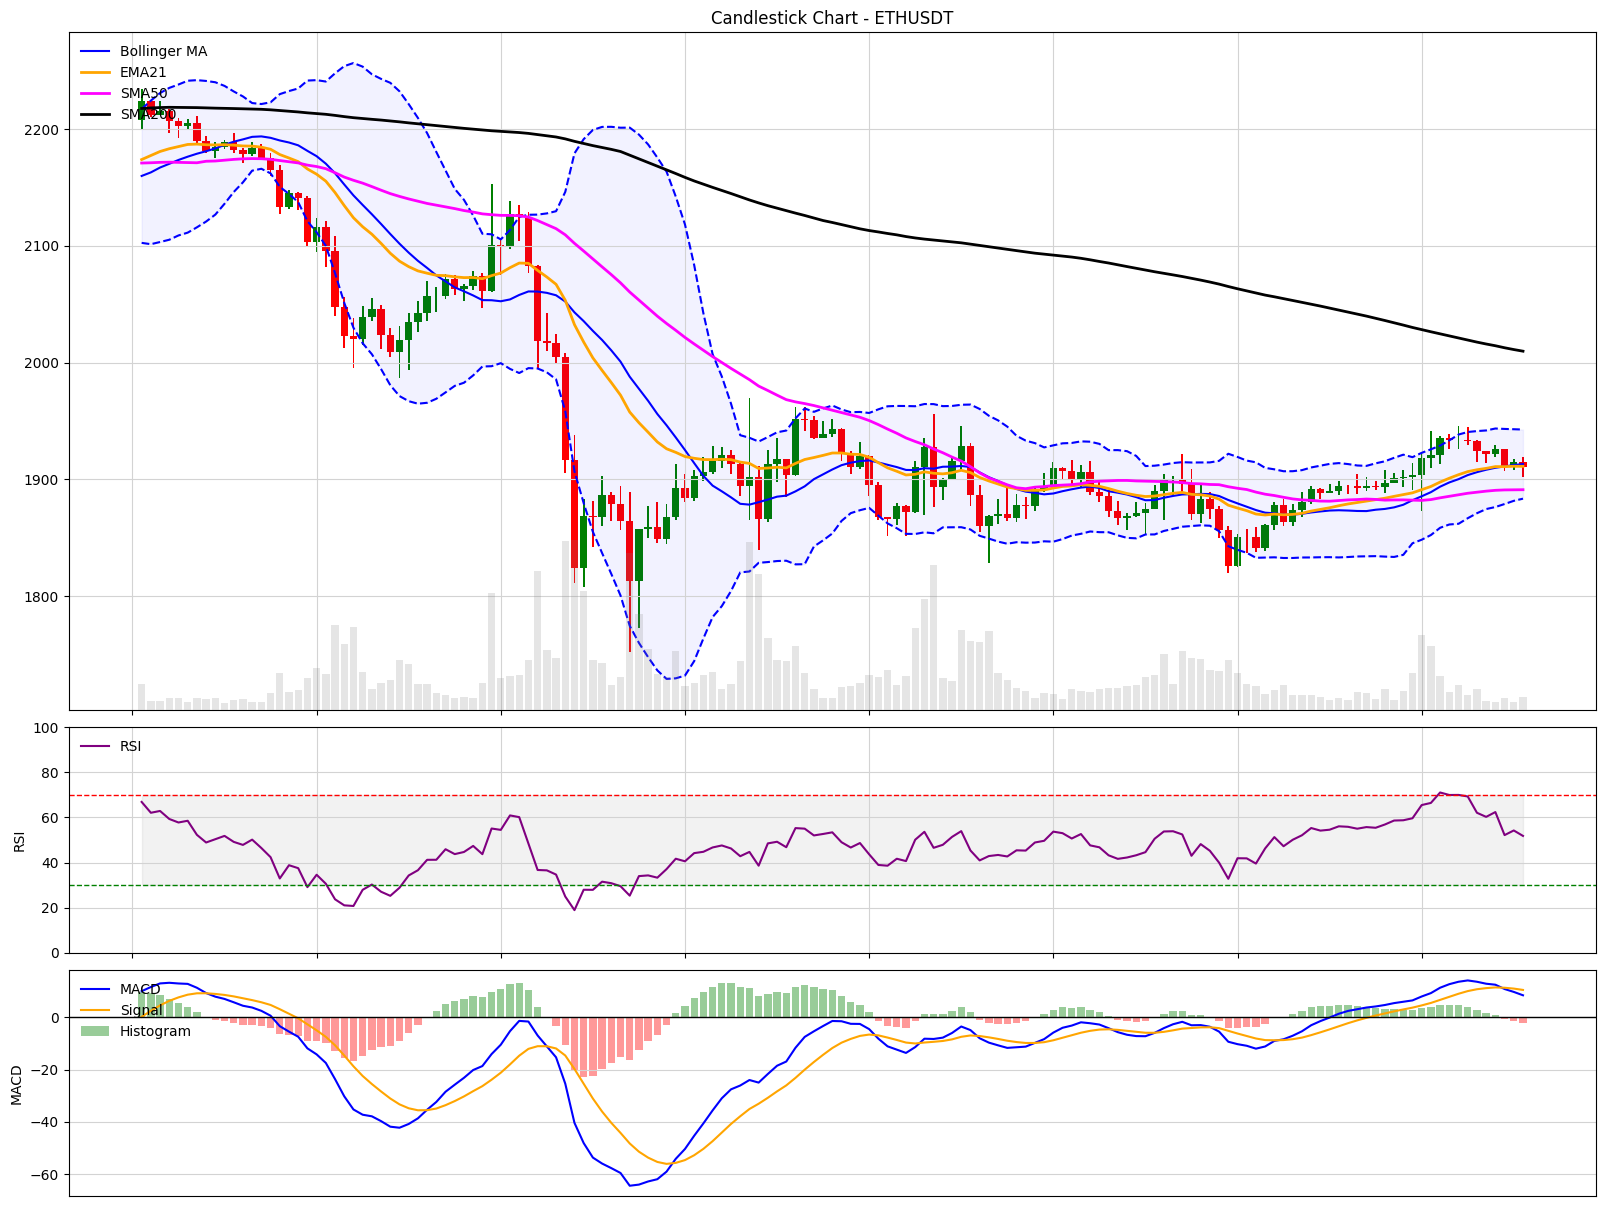 Candlestick Chart - ETHUSDT
Bollinger MA
EMA21
SMA50
SMA200
2200
2100
2000
1900
1800
RSI
100
80
60
40
20
0
RSI
MACD
Signal
Histogram
0
−20
−40
−60
MACD